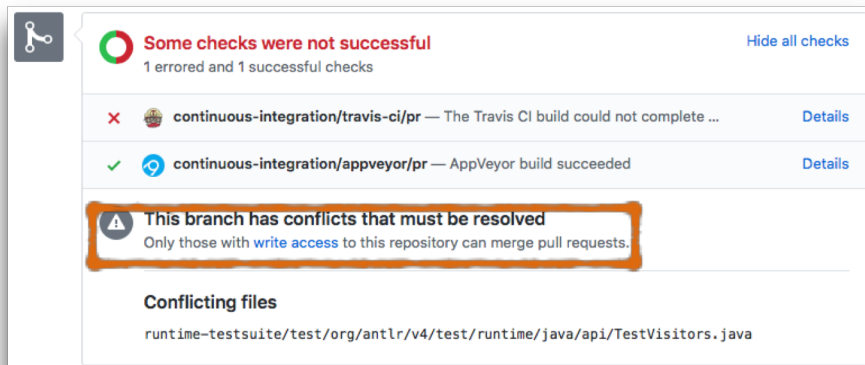 Some checks were not successful
Hide all checks
1 errored and 1 successful checks
continuous-integration/travis-ci/pr — The Travis CI build could not complete ...
Details
continuous-integration/appveyor/pr — AppVeyor build succeeded
Details
This branch has conflicts that must be resolved
Only those with write access to this repository can merge pull requests.
Conflicting files
runtime-testsuite/test/org/antlr/v4/test/runtime/java/api/TestVisitors.java